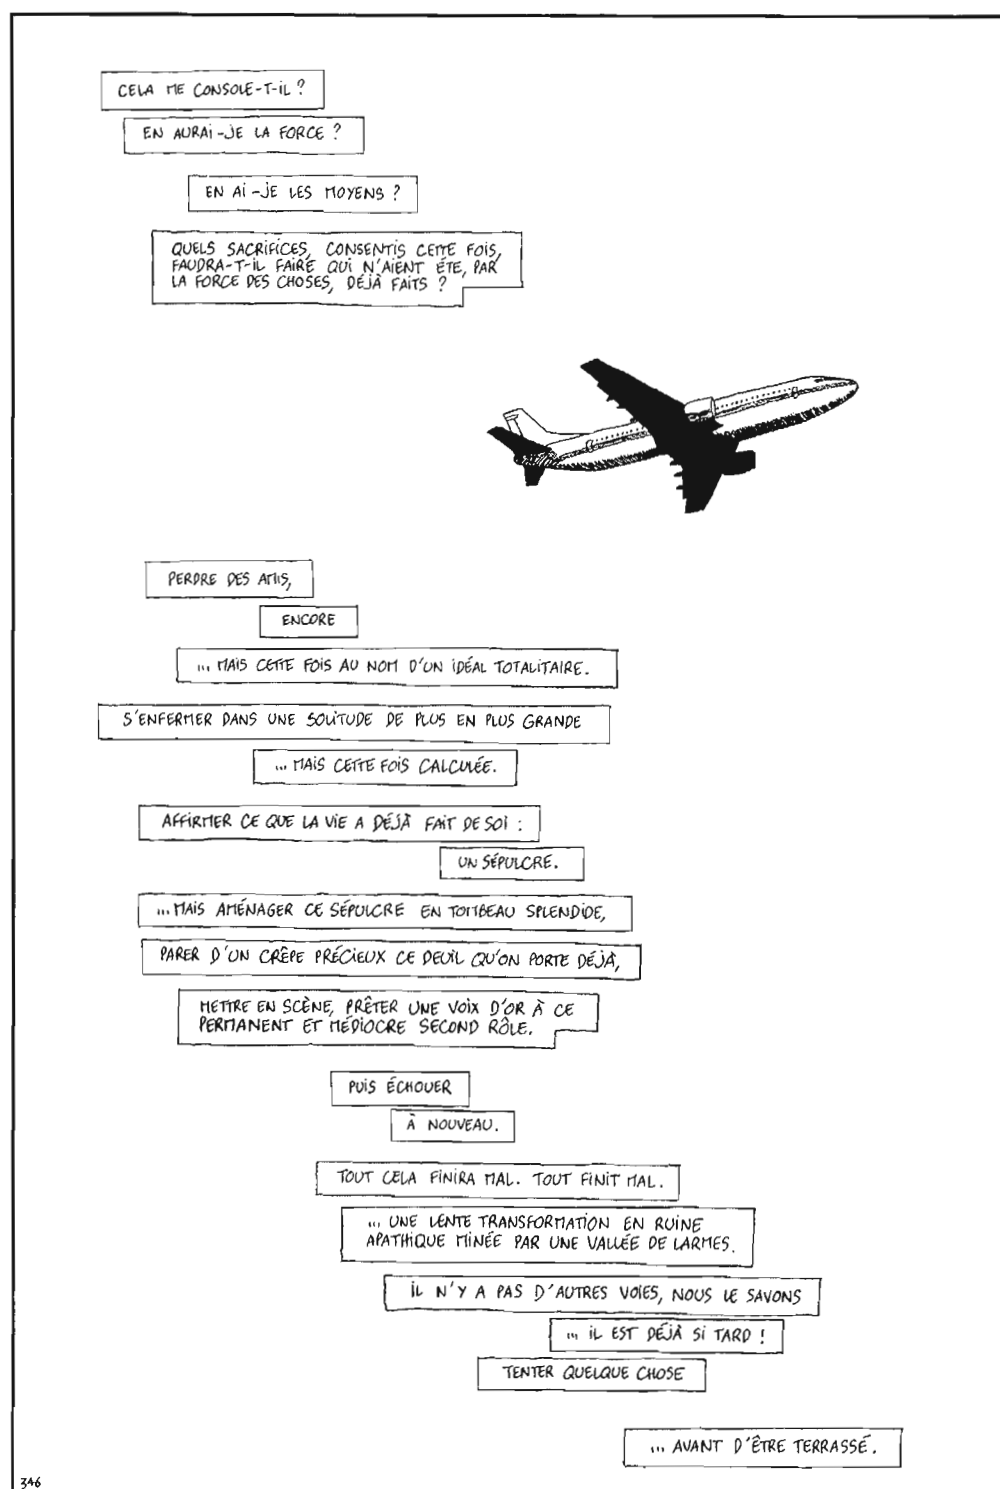 CELA ME CONSOLE-T-iL ?
EN AURAi-JE LA FORCE ?
EN Ai-JE LES MOYENS ?
QUELS SACRiFiCES, CONSENTiS CETTE FOiS,
FAUDRA-T-iL FAiRE QUi N'AiENT ÉTÉ, PAR
LA FORCE DES CHOSES, DÉJÀ FAiTS ?
PERDRE DES AMiS,
ENCORE
... MAiS CETTE FOiS AU NOM D'UN iDÉAL TOTALiTAiRE.
S'ENFERMER DANS UNE SOLiTUDE DE PLUS EN PLUS GRANDE
... MAiS CETTE FOiS CALCULÉE.
AFFiRMER CE QUE LA ViE A DÉJÀ FAiT DE SOi :
UN SÉPULCRE.
... MAiS AMÉNAGER CE SÉPULCRE EN TOMBEAU SPLENDiDE,
PARER D'UN CRÊPE PRÉCiEUX CE DEUiL QU'ON PORTE DÉJÀ,
METTRE EN SCÈNE, PRÊTER UNE VOiX D'OR À CE
PERMANENT ET MÉDiOCRE SECOND RÔLE.
PUiS ÉCHOUER
À NOUVEAU.
TOUT CELA FiNiRA MAL. TOUT FiNiT MAL.
... UNE LENTE TRANSFORMATiON EN RUiNE
APATHiQUE MiNÉE PAR UNE VALLÉE DE LARMES.
iL N'Y A PAS D'AUTRES VOiES, NOUS LE SAVONS
... iL EST DÉJÀ Si TARD !
TENTER QUELQUE CHOSE
... AVANT D'ÊTRE TERRASSÉ.
346